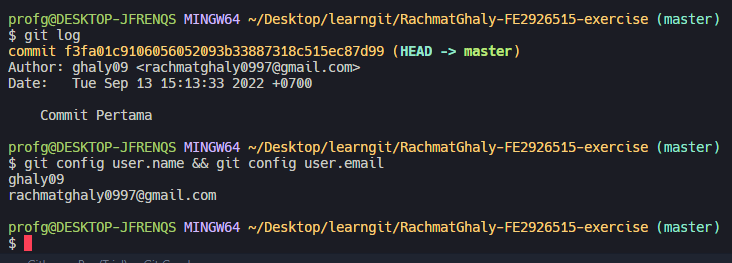 profg@DESKTOP-JFRENQS MINGW64 ~/Desktop/learngit/RachmatGhaly-FE2926515-exercise (master)
$ git log
commit f3fa01c9106056052093b33887318c515ec87d99 (HEAD -> master)
Author: ghaly09 <rachmatghaly0997@gmail.com>
Date:   Tue Sep 13 15:13:33 2022 +0700
    Commit Pertama
profg@DESKTOP-JFRENQS MINGW64 ~/Desktop/learngit/RachmatGhaly-FE2926515-exercise (master)
$ git config user.name && git config user.email
ghaly09
rachmatghaly0997@gmail.com
profg@DESKTOP-JFRENQS MINGW64 ~/Desktop/learngit/RachmatGhaly-FE2926515-exercise (master)
$